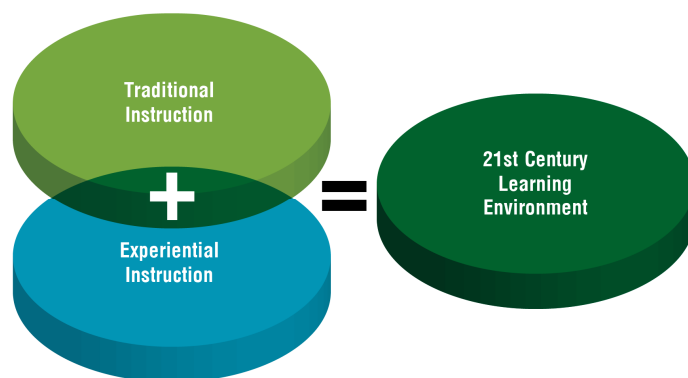 Traditional
Instruction
+
Experiential
Instruction
=
21st Century
Learning
Environment